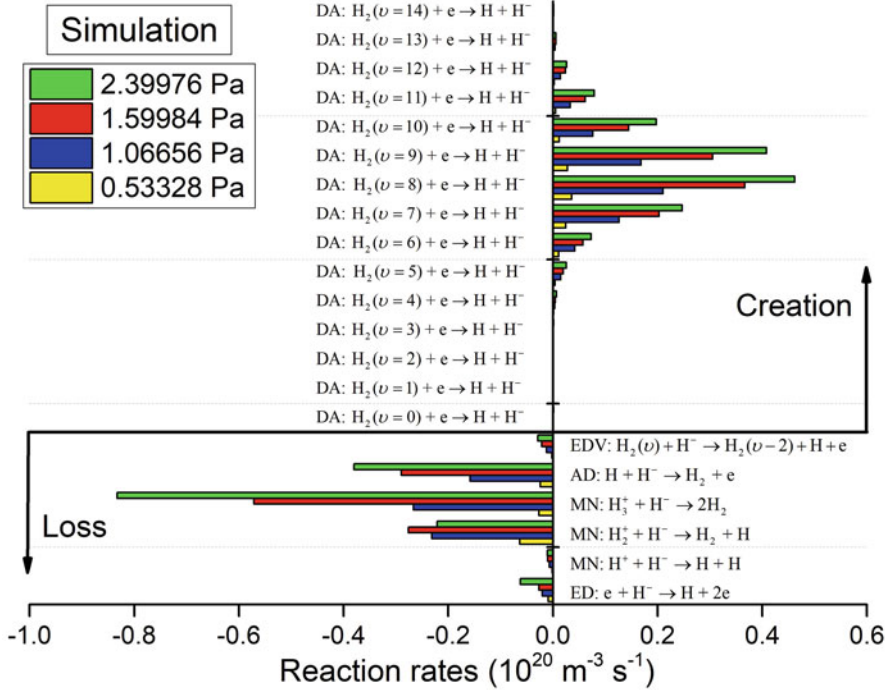 Simulation
2.39976 Pa
1.59984 Pa
1.06656 Pa
0.53328 Pa
DA: H₂(υ = 14) + e → H + H⁻
DA: H₂(υ = 13) + e → H + H⁻
DA: H₂(υ = 12) + e → H + H⁻
DA: H₂(υ = 11) + e → H + H⁻
DA: H₂(υ = 10) + e → H + H⁻
DA: H₂(υ = 9) + e → H + H⁻
DA: H₂(υ = 8) + e → H + H⁻
DA: H₂(υ = 7) + e → H + H⁻
DA: H₂(υ = 6) + e → H + H⁻
DA: H₂(υ = 5) + e → H + H⁻
DA: H₂(υ = 4) + e → H + H⁻
DA: H₂(υ = 3) + e → H + H⁻
DA: H₂(υ = 2) + e → H + H⁻
DA: H₂(υ = 1) + e → H + H⁻
DA: H₂(υ = 0) + e → H + H⁻
Creation
Loss
EDV: H₂(υ) + H⁻ → H₂(υ−2) + H + e
AD: H + H⁻ → H₂ + e
MN: H₃⁺ + H⁻ → 2H₂
MN: H₂⁺ + H⁻ → H₂ + H
MN: H⁺ + H⁻ → H + H
ED: e + H⁻ → H + 2e
-1.0 -0.8 -0.6 -0.4 -0.2 0.0 0.2 0.4 0.6
Reaction rates (10²⁰ m⁻³ s⁻¹)